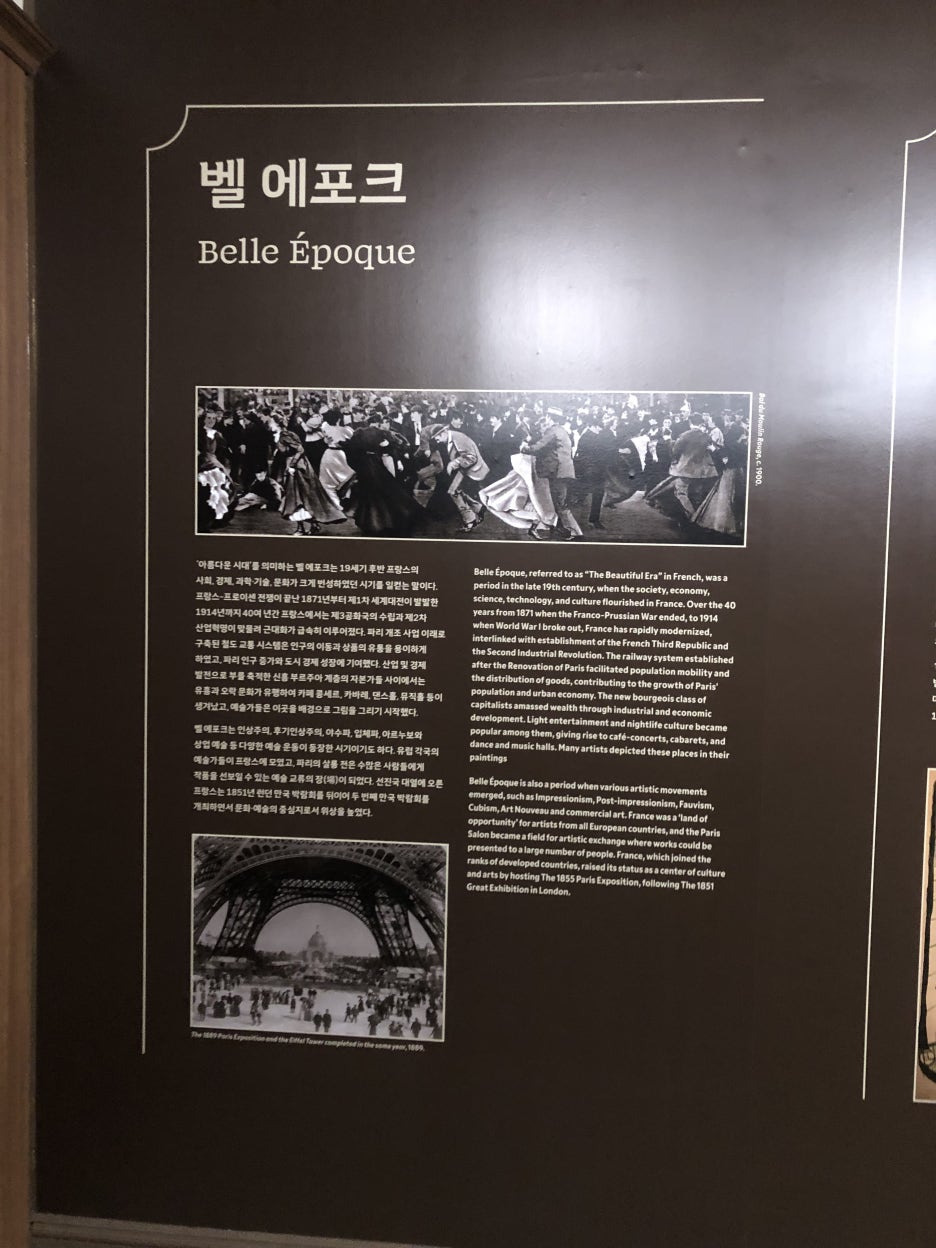 벨 에포크
Belle Époque
Bal du Moulin Rouge, c. 1900.
'아름다운 시대'를 의미하는 벨 에포크는 19세기 후반 프랑스의
사회, 경제, 과학·기술, 문화가 크게 번성하였던 시기를 일컫는 말이다.
프랑스-프로이센 전쟁이 끝난 1871년부터 제1차 세계대전이 발발한
1914년까지 40여 년간 프랑스에서는 제3공화국의 수립과 제2차
산업혁명이 맞물려 근대화가 급속히 이루어졌다. 파리 개조 사업 이래로
구축된 철도 교통 시스템은 인구의 이동과 상품의 유통을 용이하게
하였고, 파리 인구 증가와 도시 경제 성장에 기여했다. 산업 및 경제
발전으로 부를 축적한 신흥 부르주아 계층의 자본가들 사이에서는
유흥과 오락 문화가 유행하여 카페 콩세르, 카바레, 댄스홀, 뮤직홀 등이
생겨났고, 예술가들은 이곳을 배경으로 그림을 그리기 시작했다.
벨 에포크는 인상주의, 후기인상주의, 야수파, 입체파, 아르누보와
상업 예술 등 다양한 예술 운동이 등장한 시기이기도 하다. 유럽 각국의
예술가들이 프랑스에 모였고, 파리의 살롱 전은 수많은 사람들에게
작품을 선보일 수 있는 예술 교류의 장(場)이 되었다. 선진국 대열에 오른
프랑스는 1851년 런던 만국 박람회를 뒤이어 두 번째 만국 박람회를
개최하면서 문화·예술의 중심지로서 위상을 높였다.
Belle Époque, referred to as “The Beautiful Era” in French, was a
period in the late 19th century, when the society, economy,
science, technology, and culture flourished in France. Over the 40
years from 1871 when the Franco-Prussian War ended, to 1914
when World War I broke out, France has rapidly modernized,
interlinked with establishment of the French Third Republic and
the Second Industrial Revolution. The railway system established
after the Renovation of Paris facilitated population mobility and
the distribution of goods, contributing to the growth of Paris'
population and urban economy. The new bourgeois class of
capitalists amassed wealth through industrial and economic
development. Light entertainment and nightlife culture became
popular among them, giving rise to café-concerts, cabarets, and
dance and music halls. Many artists depicted these places in their
paintings
Belle Époque is also a period when various artistic movements
emerged, such as Impressionism, Post-impressionism, Fauvism,
Cubism, Art Nouveau and commercial art. France was a 'land of
opportunity' for artists from all European countries, and the Paris
Salon became a field for artistic exchange where works could be
presented to a large number of people. France, which joined the
ranks of developed countries, raised its status as a center of culture
and arts by hosting The 1855 Paris Exposition, following The 1851
Great Exhibition in London.
The 1889 Paris Exposition and the Eiffel Tower completed in the same year, 1889.